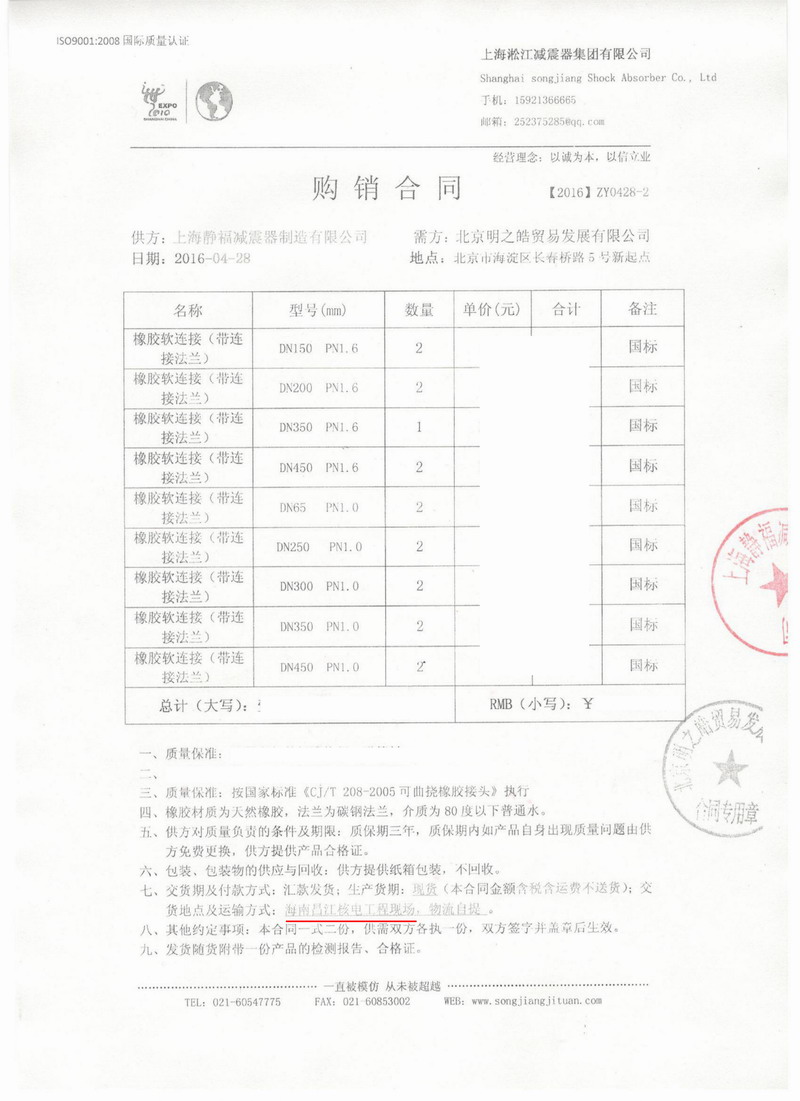 ISO9001:2008 国际质量认证
上海淞江减震器集团有限公司
Shanghai songjiang Shock Absorber Co., Ltd
手机: 15921366665
邮箱: 252375285@qq.com
EXPO
2010
SHANGHAI CHINA
经营理念: 以诚为本, 以信立业
购销合同
【2016】ZY0428-2
供方: 上海静福减震器制造有限公司 需方: 北京明之皓贸易发展有限公司
日期: 2016-04-28 地点: 北京市海淀区长春桥路5号新起点
名称 型号(mm) 数量 单价(元) 合计 备注
橡胶软连接(带连接法兰) DN150 PN1.6 2 国标
橡胶软连接(带连接法兰) DN200 PN1.6 2 国标
橡胶软连接(带连接法兰) DN350 PN1.6 1 国标
橡胶软连接(带连接法兰) DN450 PN1.6 2 国标
橡胶软连接(带连接法兰) DN65 PN1.0 2 国标
橡胶软连接(带连接法兰) DN250 PN1.0 2 国标
橡胶软连接(带连接法兰) DN300 PN1.0 2 国标
橡胶软连接(带连接法兰) DN350 PN1.0 2 国标
橡胶软连接(带连接法兰) DN450 PN1.0 2 国标
总计(大写): RMB(小写): ¥
一、质量保准:
二、
三、质量保准: 按国家标准《Cj/T 208-2005可曲挠橡胶接头》执行
四、橡胶材质为天然橡胶, 法兰为碳钢法兰, 介质为80度以下普通水。
五、供方对质量负责的条件及期限: 质保期三年, 质保期内如产品自身出现质量问题由供
方免费更换, 供方提供产品合格证。
六、包装、包装物的供应与回收: 供方提供纸箱包装, 不回收。
七、交货期及付款方式: 汇款发货; 生产货期: 现货(本合同金额含税含运费不送货); 交
货地点及运输方式: 海南昌江核电工程现场, 物流自提 。
八、其他约定事项: 本合同一式二份, 供需双方各执一份, 双方签字并盖章后生效。
九、发货随货附带一份产品的检测报告、合格证。
一直被模仿 从未被超越
TEL: 021-60547775 FAX: 021-60853002 WEB: www.songjiangjituan.com
上海静福减
北京明之皓贸易发
合同专用章